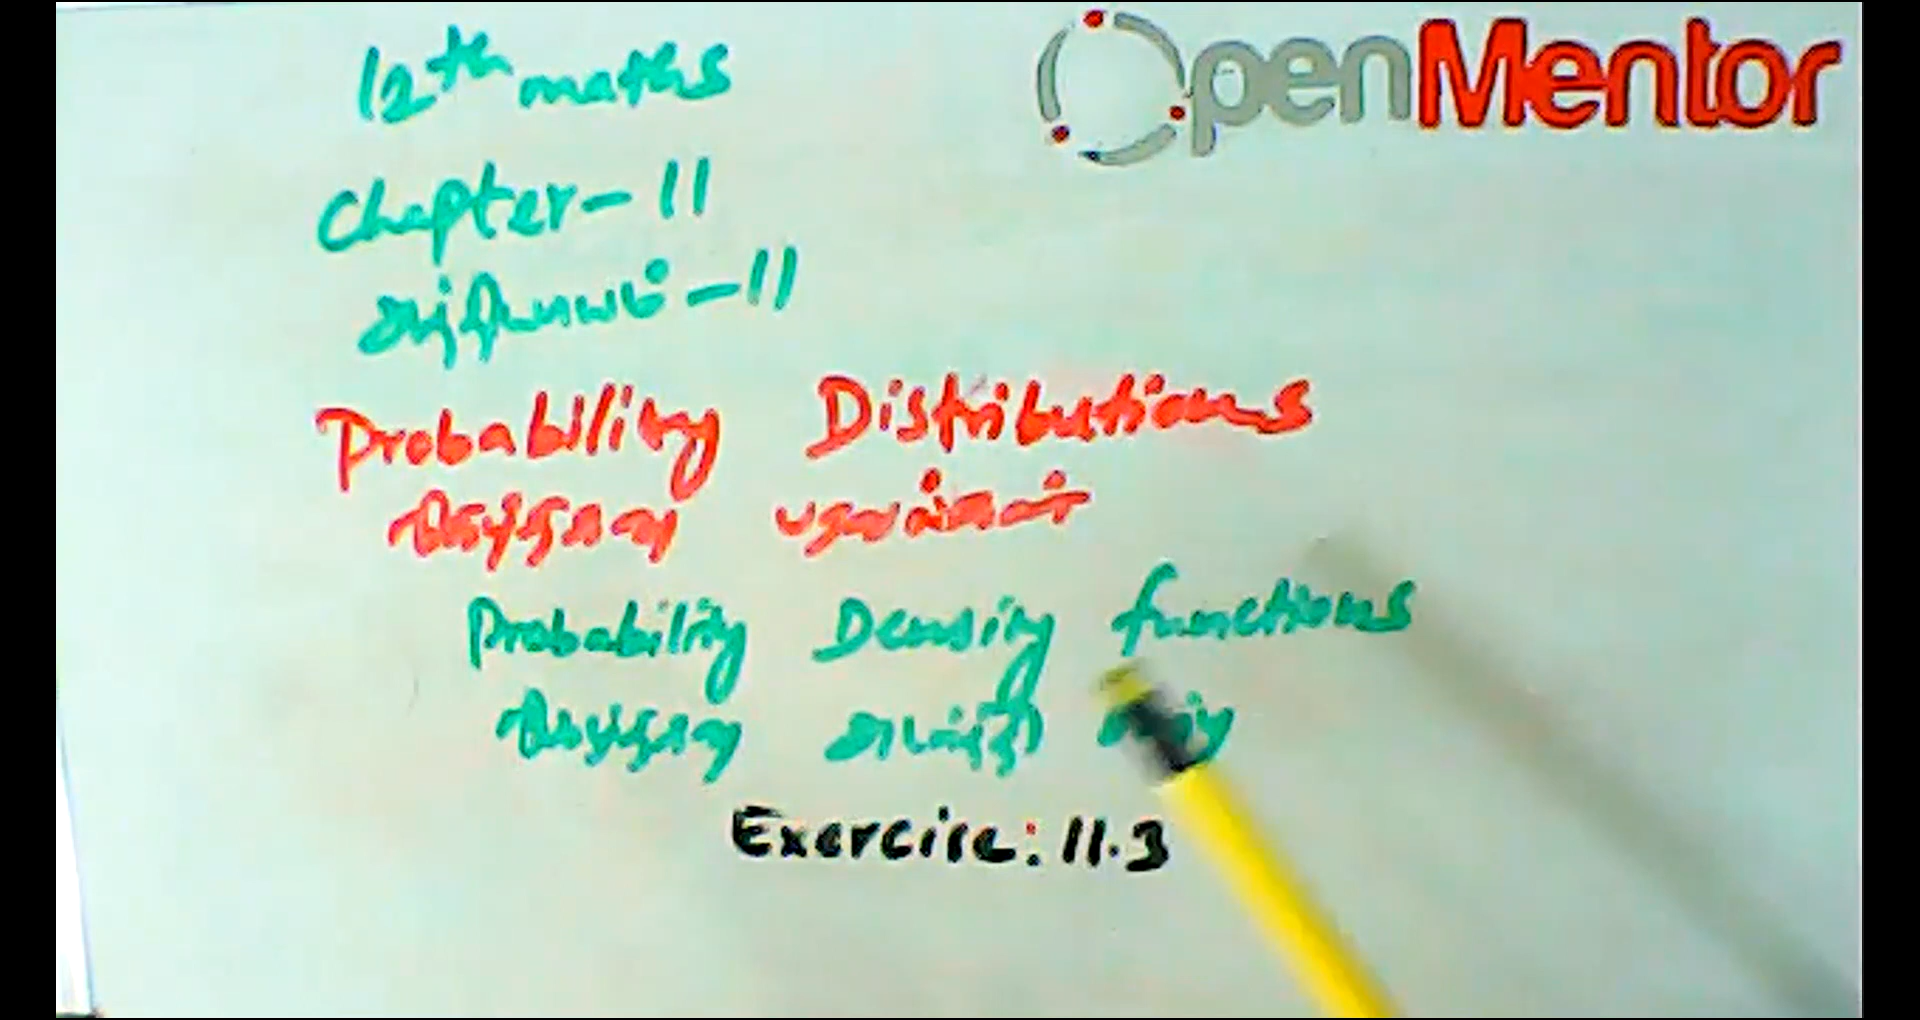 OpenMentor
12th maths
Chapter - 11
அத்தியாயம் - 11
Probability Distributions
நிகழ்தகவு பரவல்கள்
Probability Density functions
நிகழ்தகவு அடர்த்தி
Exercise: 11.3